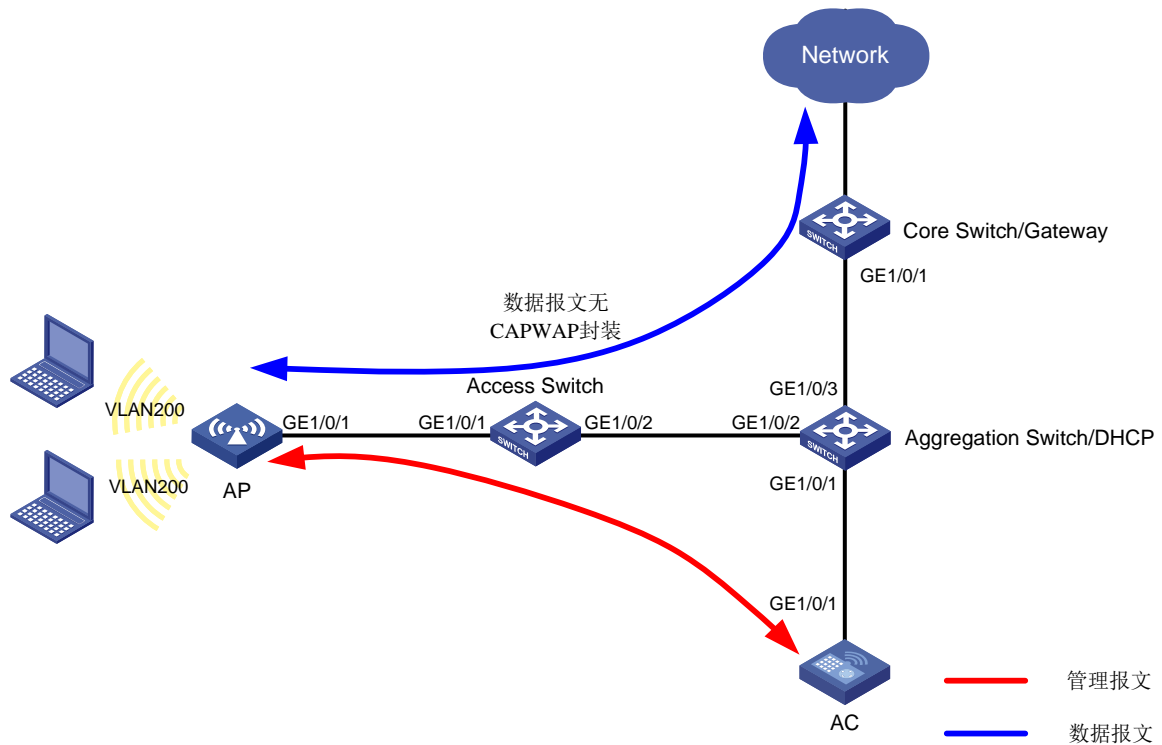 Network
Core Switch/Gateway
GE1/0/1
数据报文无
CAPWAP封装
GE1/0/3
Access Switch
VLAN200
GE1/0/1
GE1/0/1
GE1/0/2
GE1/0/2
Aggregation Switch/DHCP
SWITCH
SWITCH
SWITCH
VLAN200
AP
GE1/0/1
GE1/0/1
AC
管理报文
数据报文